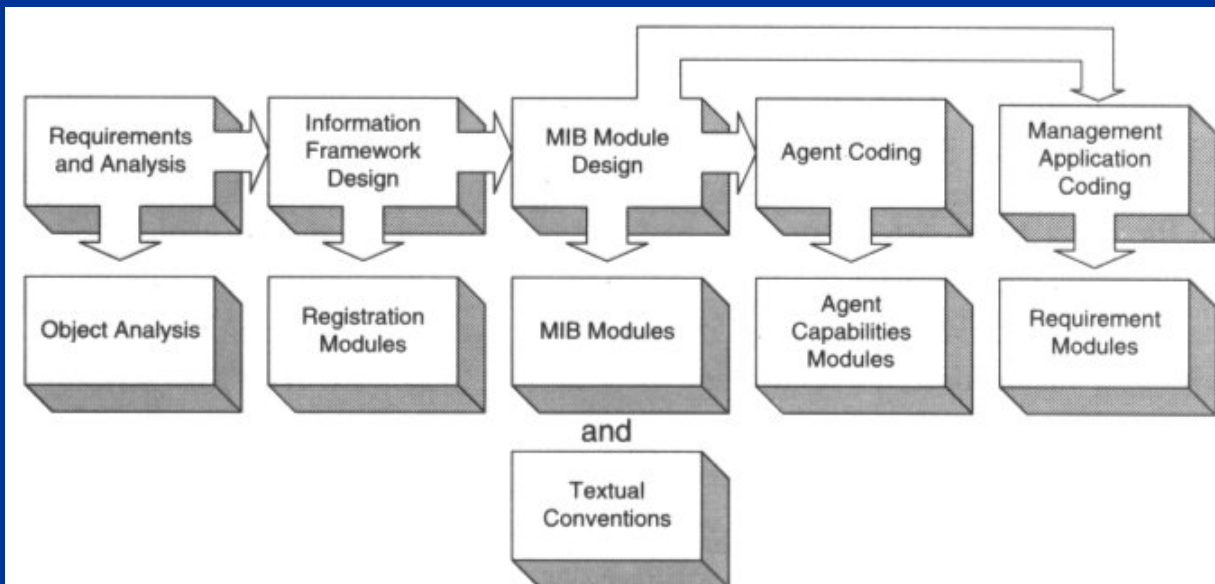 Requirements
and Analysis
Information
Framework
Design
MIB Module
Design
Agent Coding
Management
Application
Coding
Object Analysis
Registration
Modules
MIB Modules
Agent
Capabilities
Modules
Requirement
Modules
and
Textual
Conventions